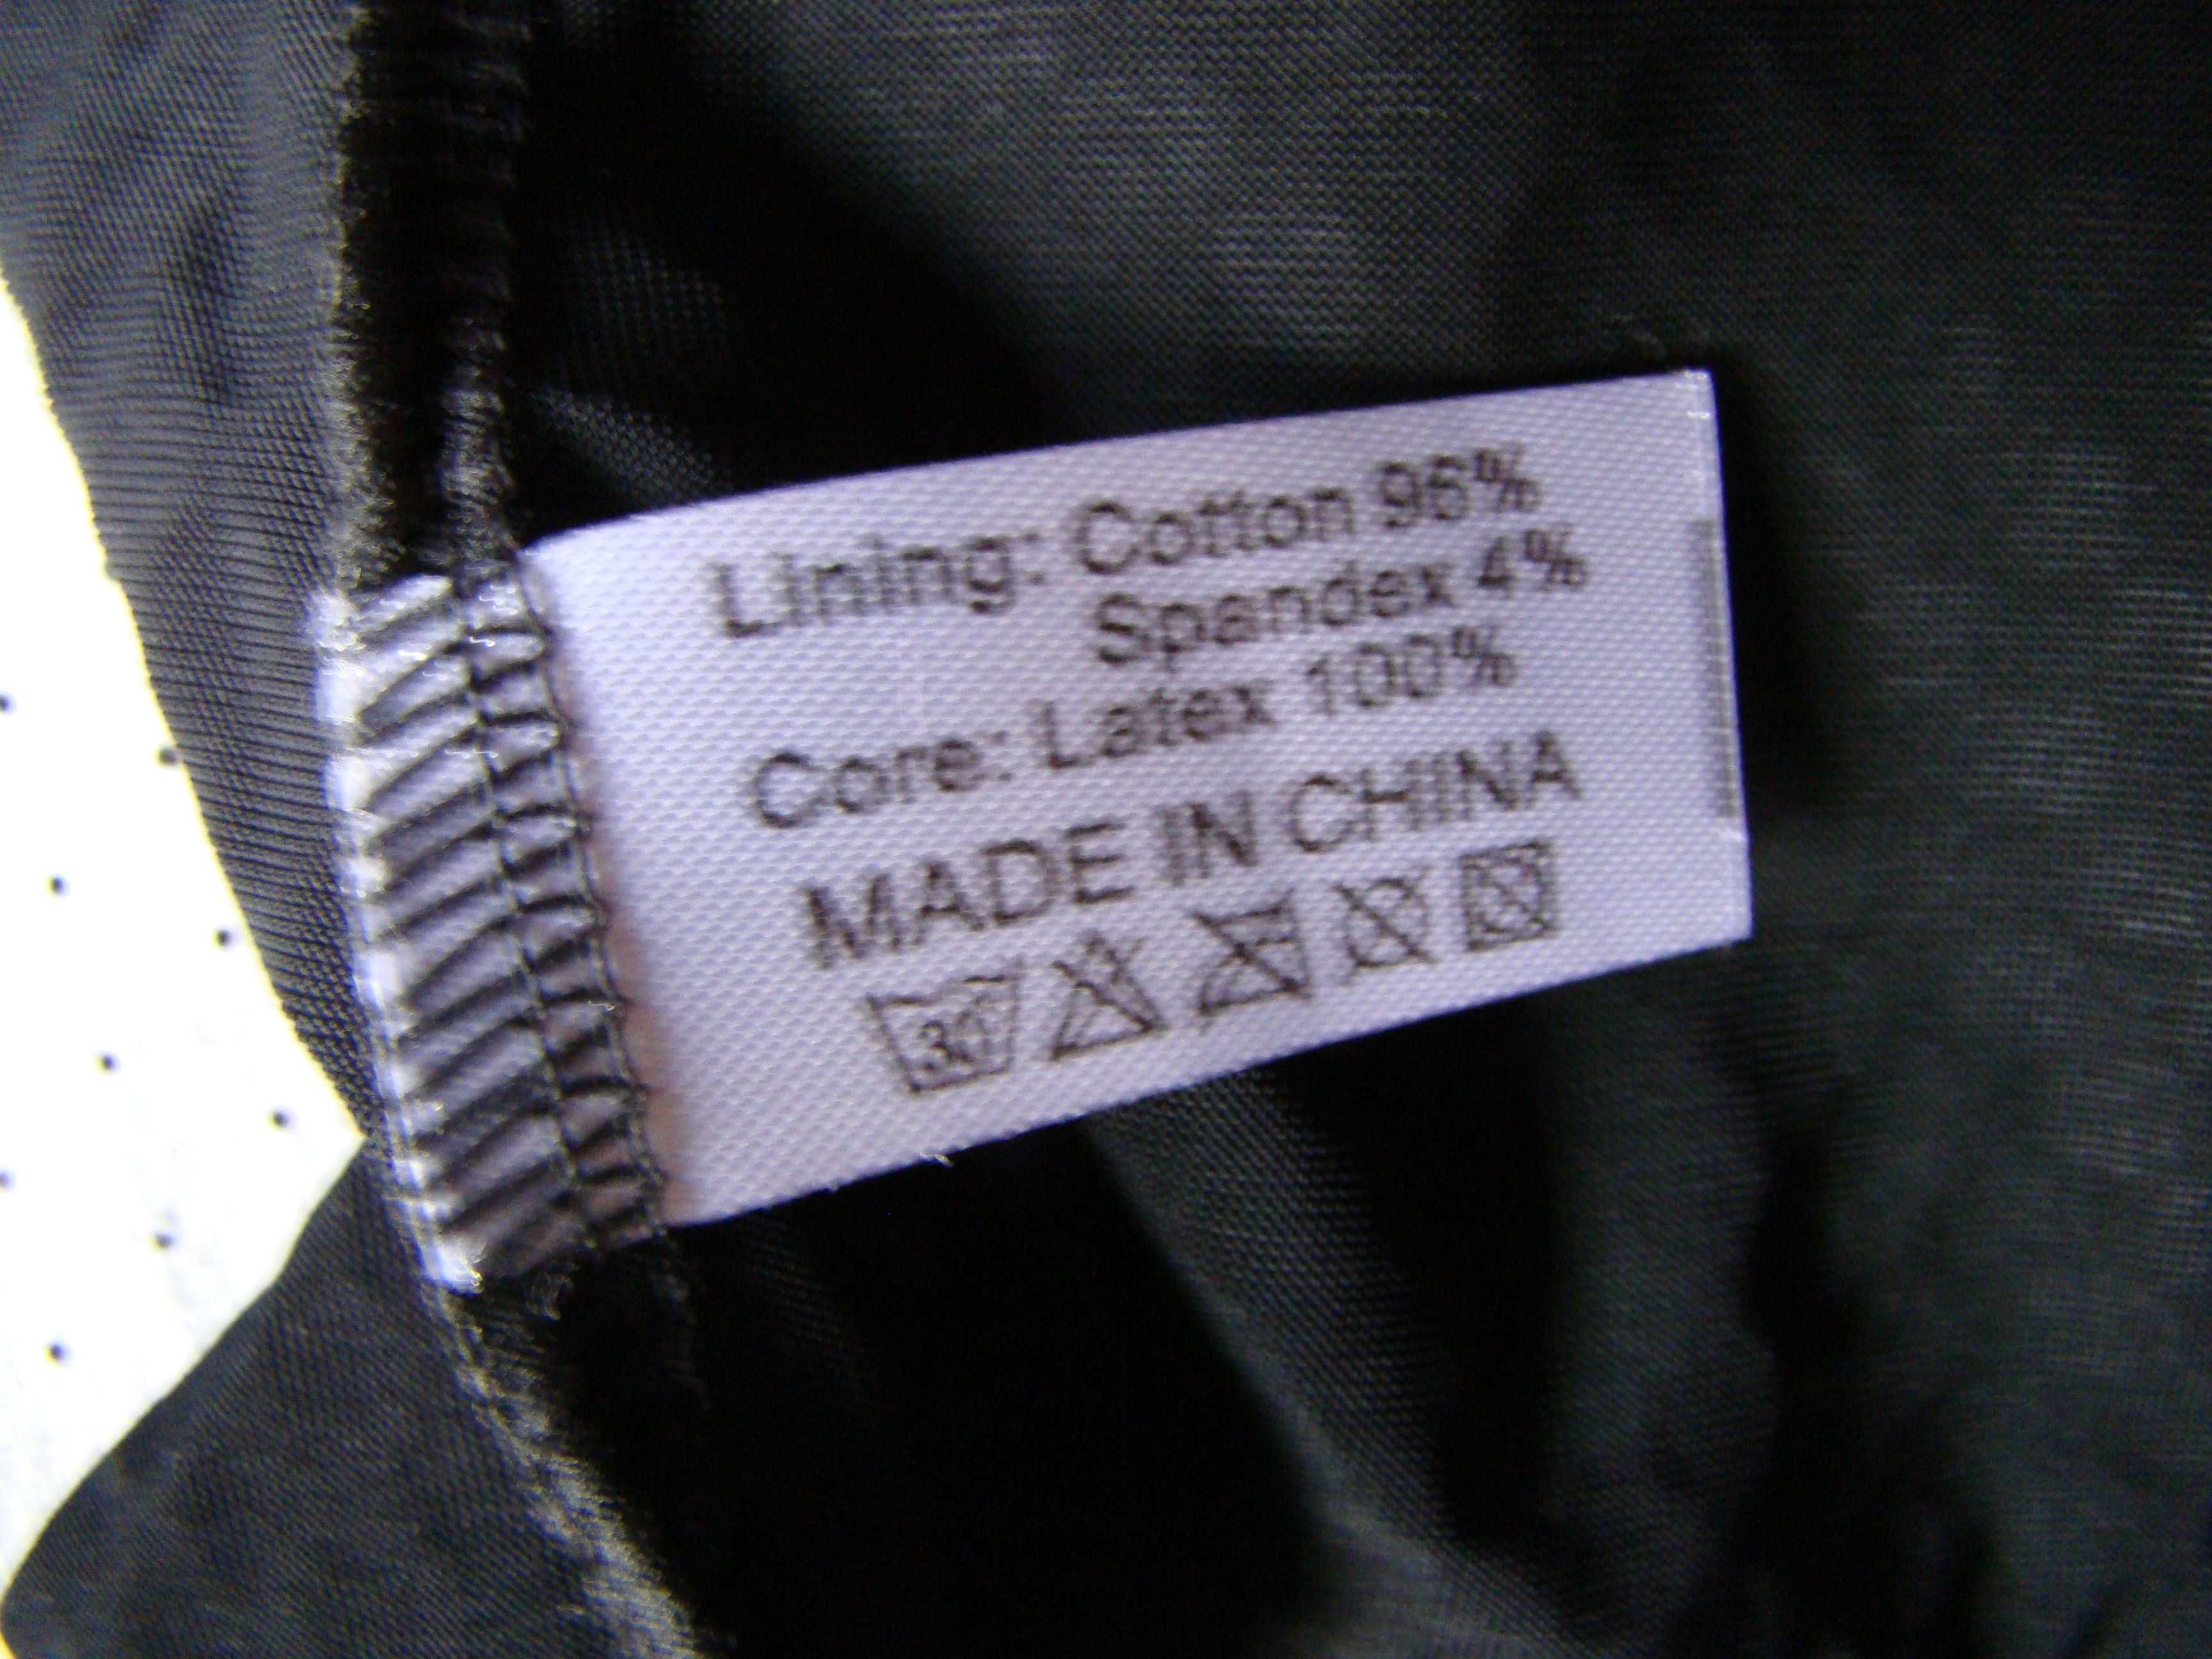 Lining: Cotton 96%
Spandex 4%
Core: Latex 100%
MADE IN CHINA
30